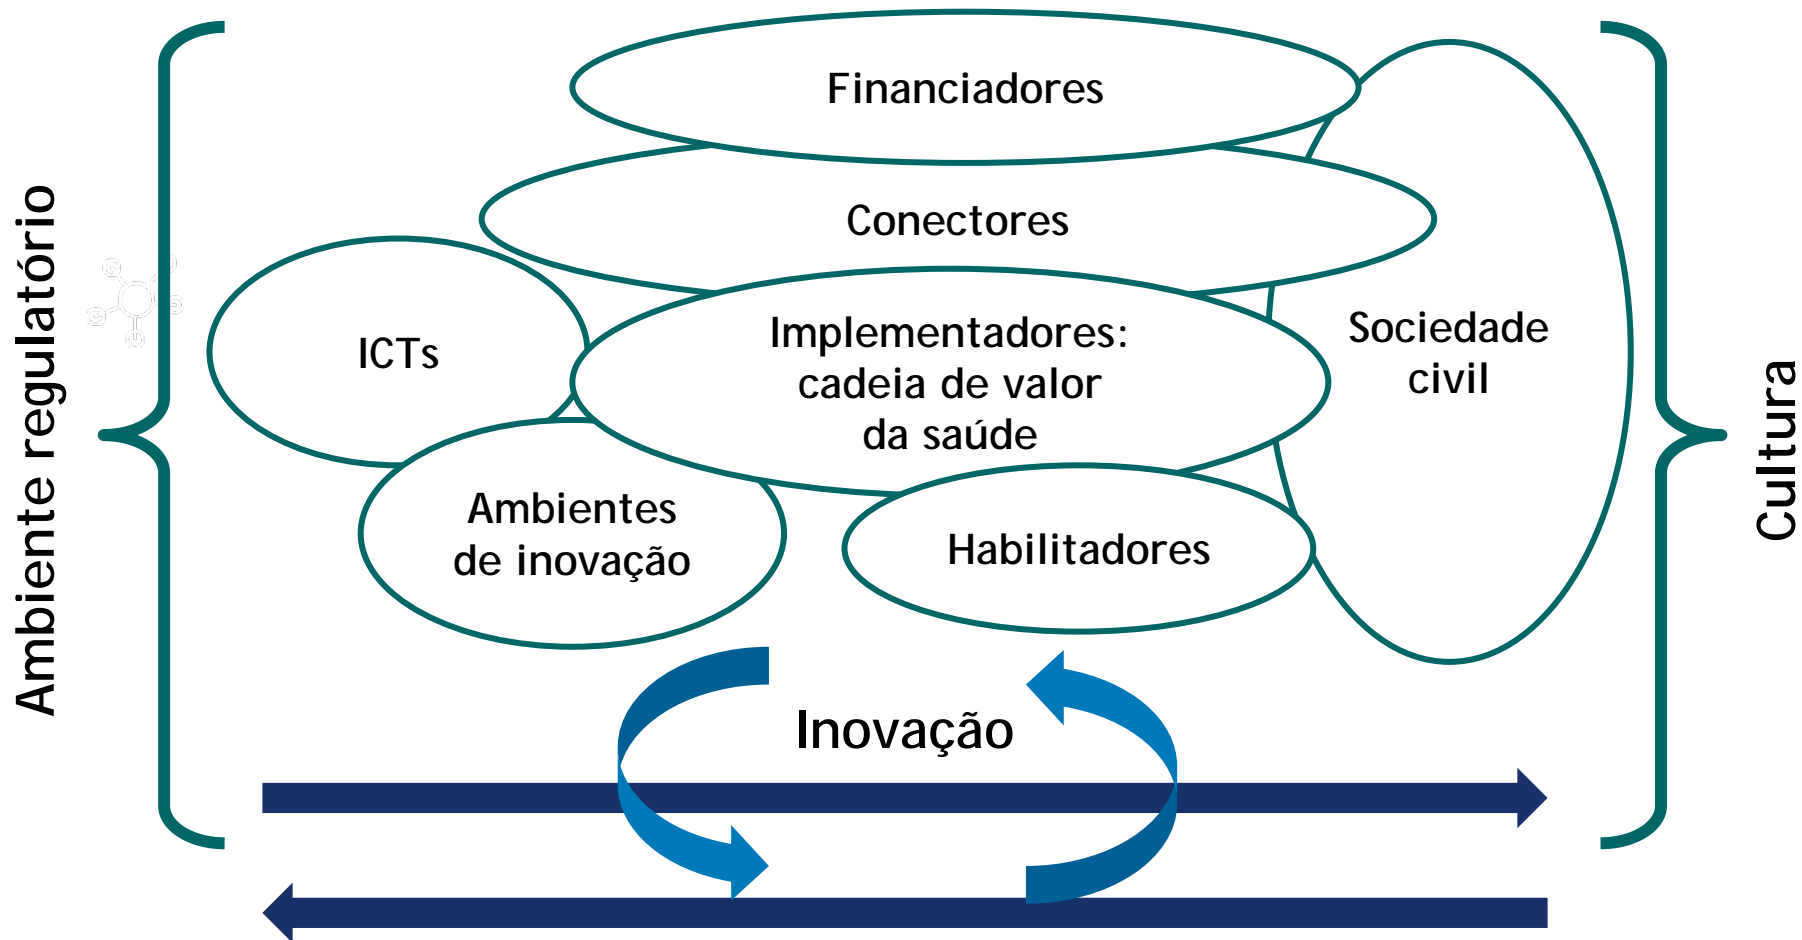 Ambiente regulatório
Financiadores
Conectores
ICTs
Implementadores:
cadeia de valor
da saúde
Sociedade
civil
Ambientes
de inovação
Habilitadores
Inovação
Cultura